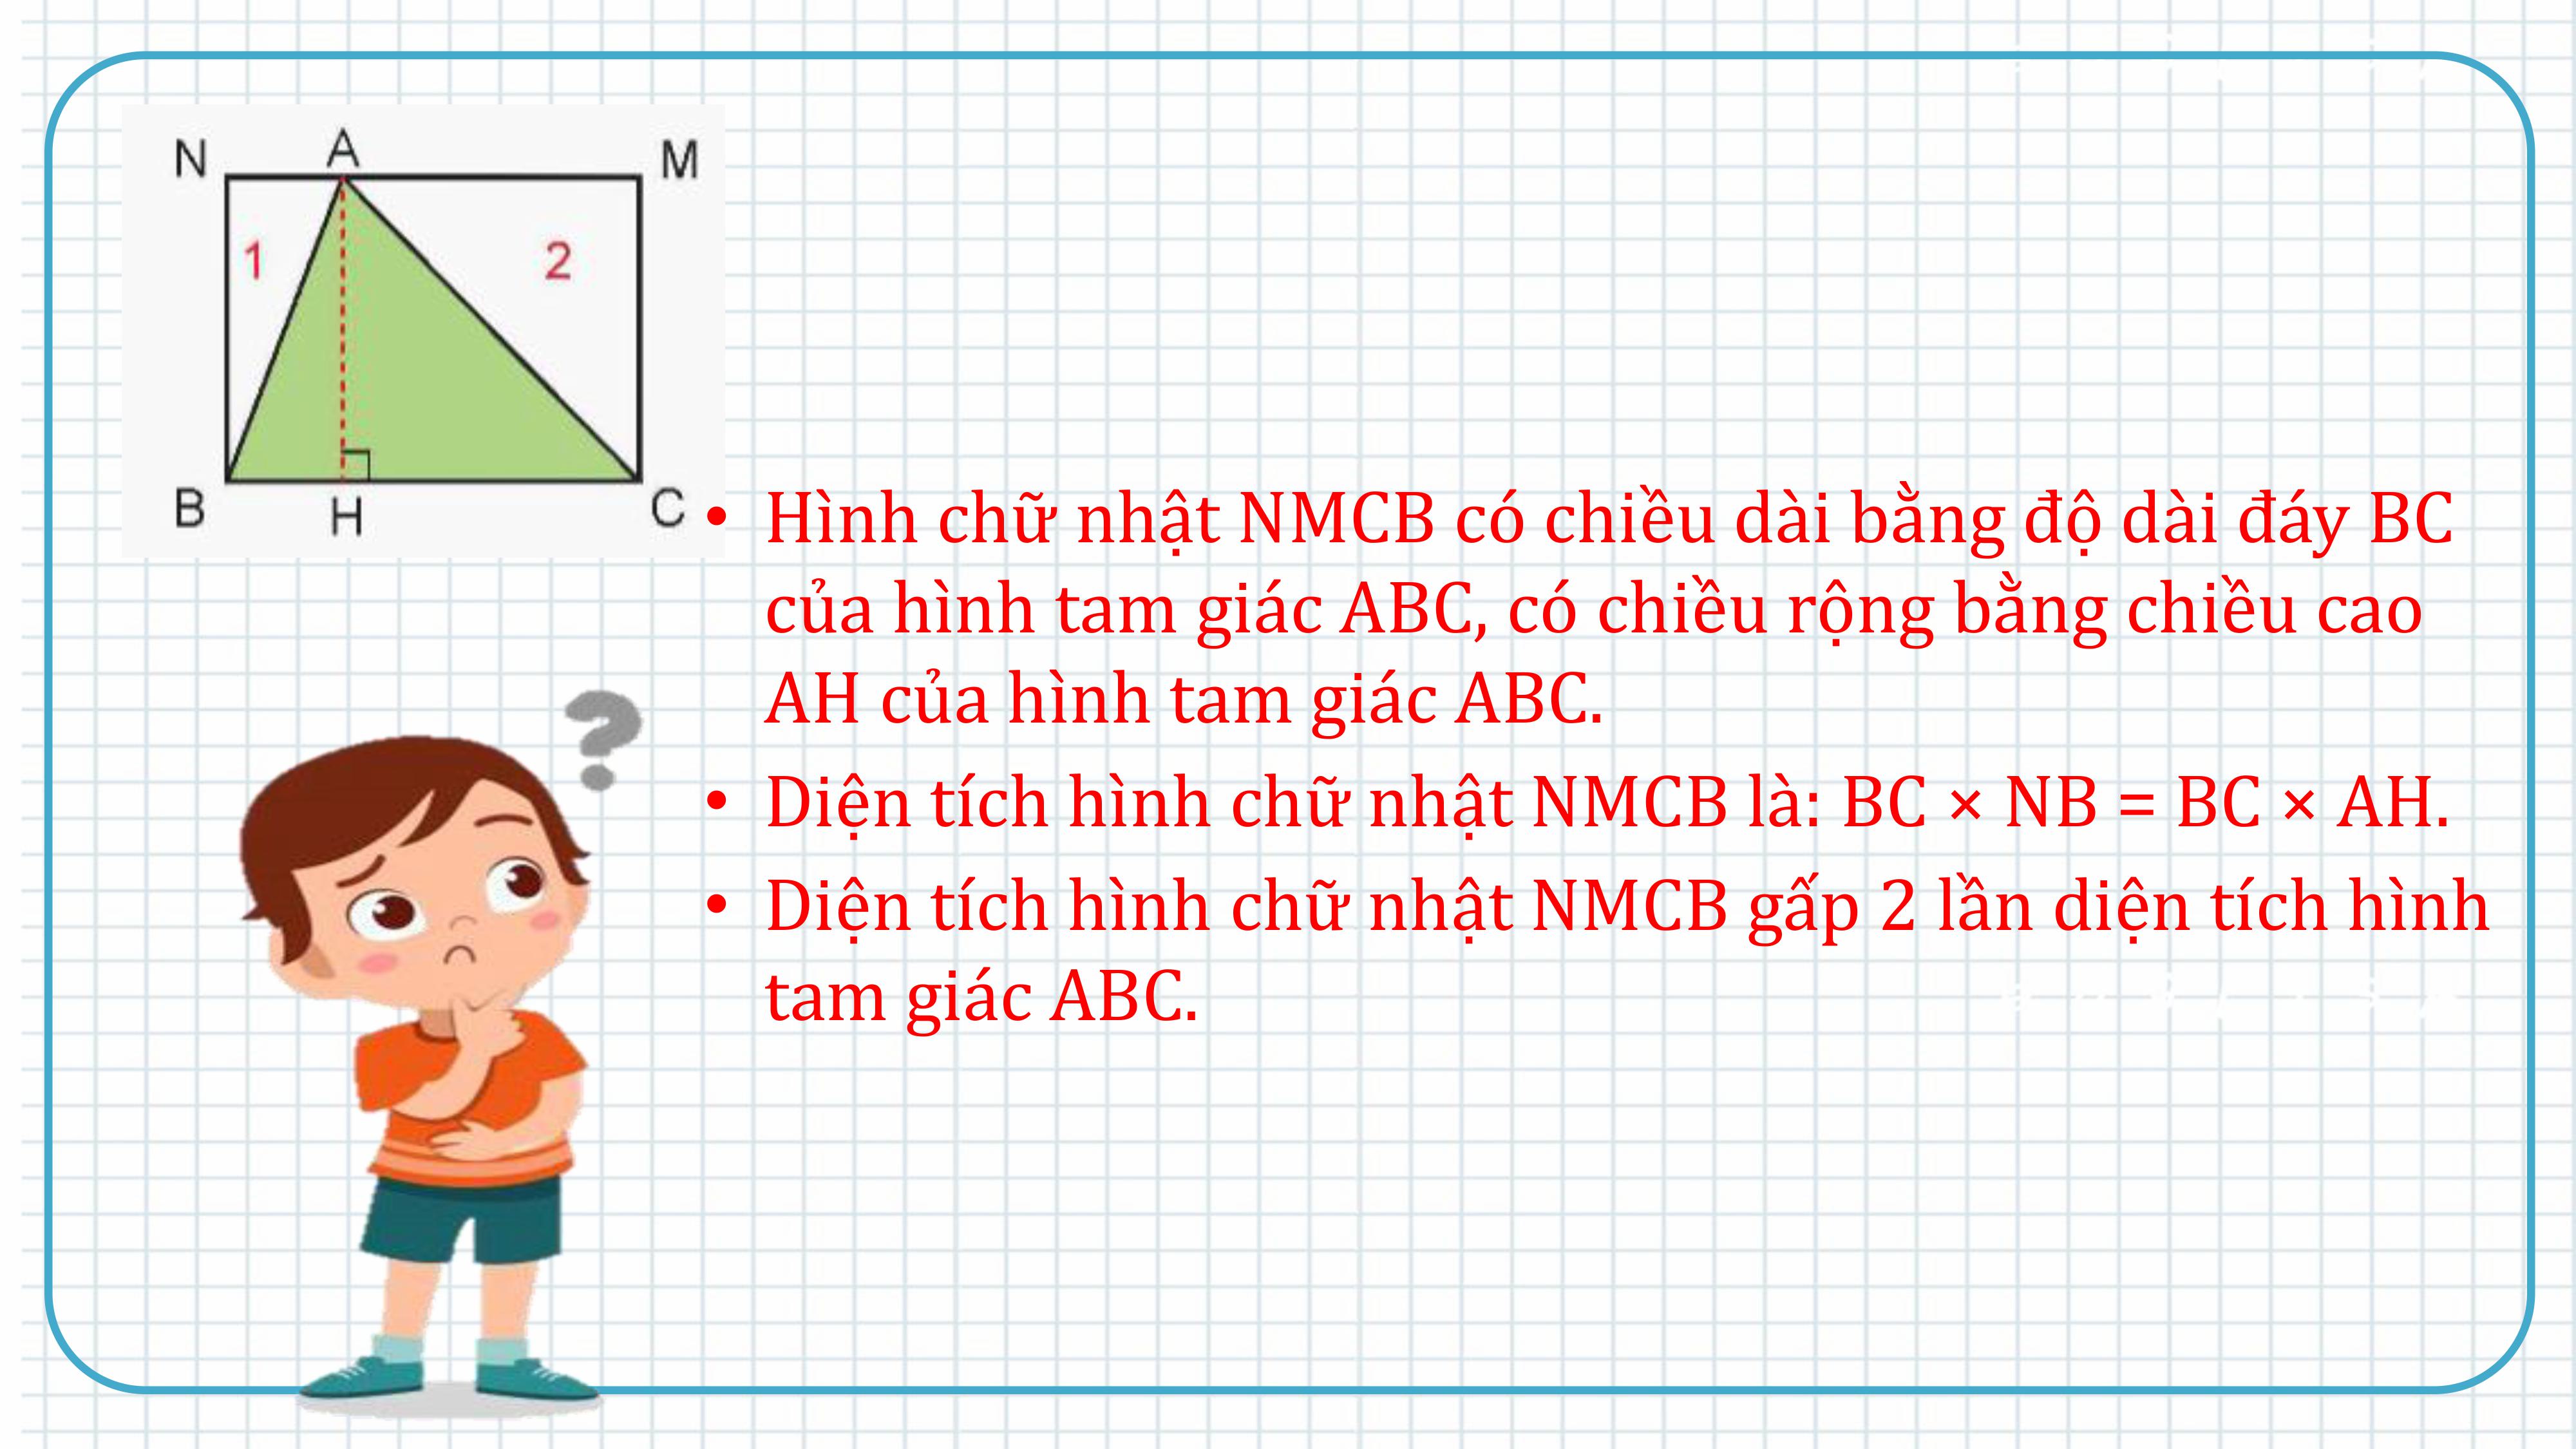 N A M
1 2
B H C
• Hình chữ nhật NMCB có chiều dài bằng độ dài đáy BC
của hình tam giác ABC, có chiều rộng bằng chiều cao
AH của hình tam giác ABC.
• Diện tích hình chữ nhật NMCB là: BC × NB = BC × AH.
• Diện tích hình chữ nhật NMCB gấp 2 lần diện tích hình
tam giác ABC.
?